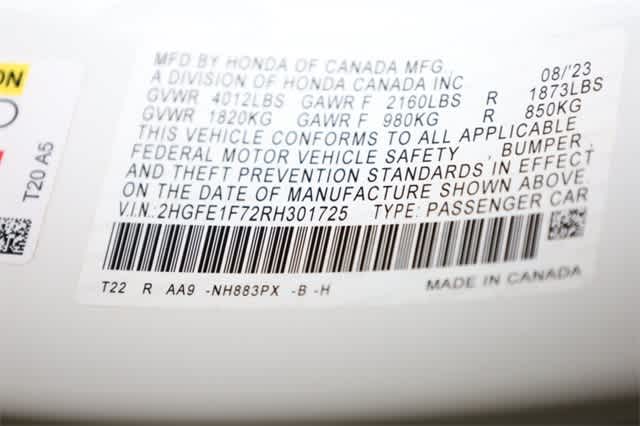 MFD BY HONDA OF CANADA MFG.,
A DIVISION OF HONDA CANADA INC 08/'23
GVWR 4012LBS GAWR F 2160LBS R 1873LBS
GVWR 1820KG GAWR F 980KG R 850KG
THIS VEHICLE CONFORMS TO ALL APPLICABLE
FEDERAL MOTOR VEHICLE SAFETY , BUMPER ,
AND THEFT PREVENTION STANDARDS IN EFFECT
ON THE DATE OF MANUFACTURE SHOWN ABOVE.
V.I.N.:2HGFE1F72RH301725 TYPE: PASSENGER CAR
T22 R AA9 -NH883PX -B -H MADE IN CANADA
ON
T20 A5